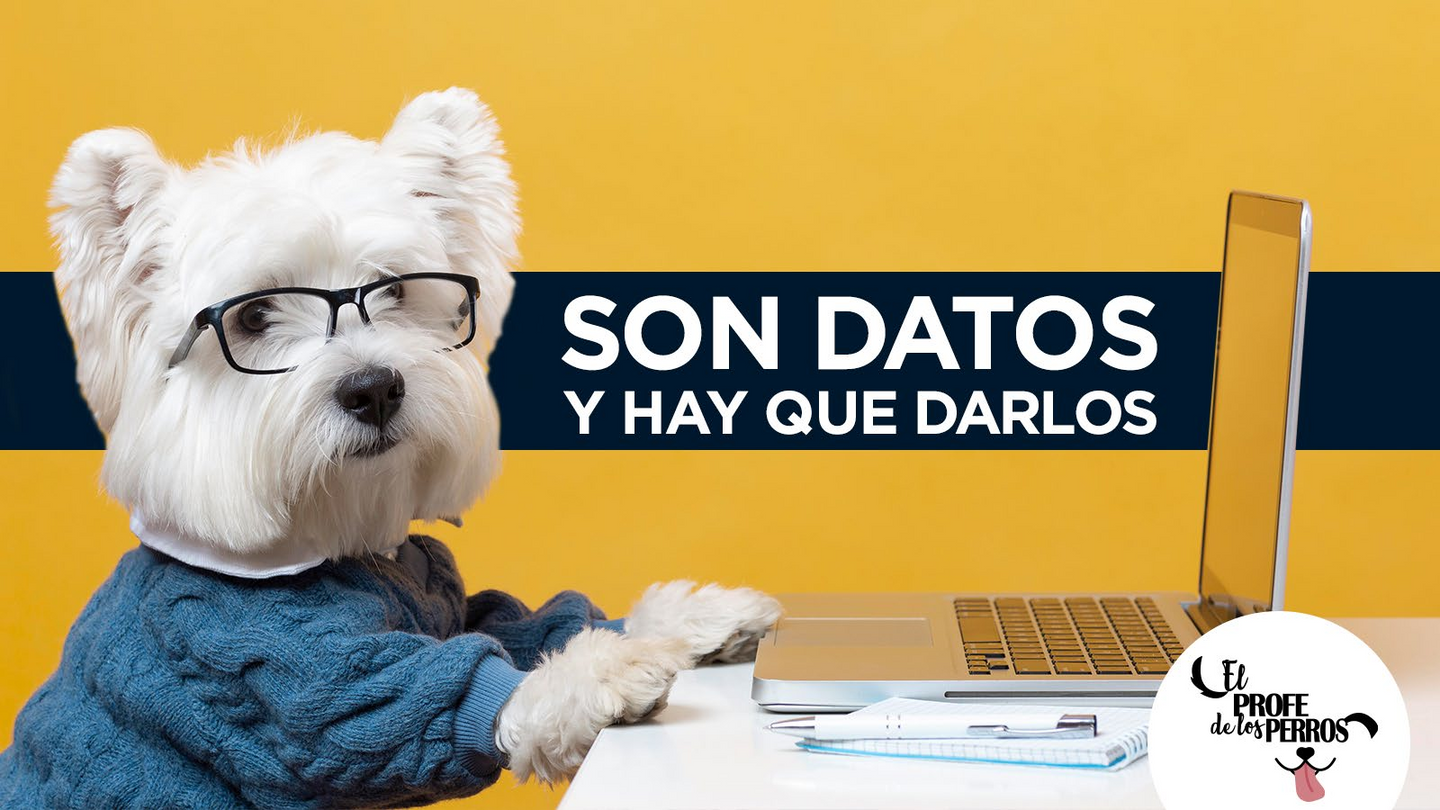 SON DATOS
Y HAY QUE DARLOS
El
PROFE
de los PERROS